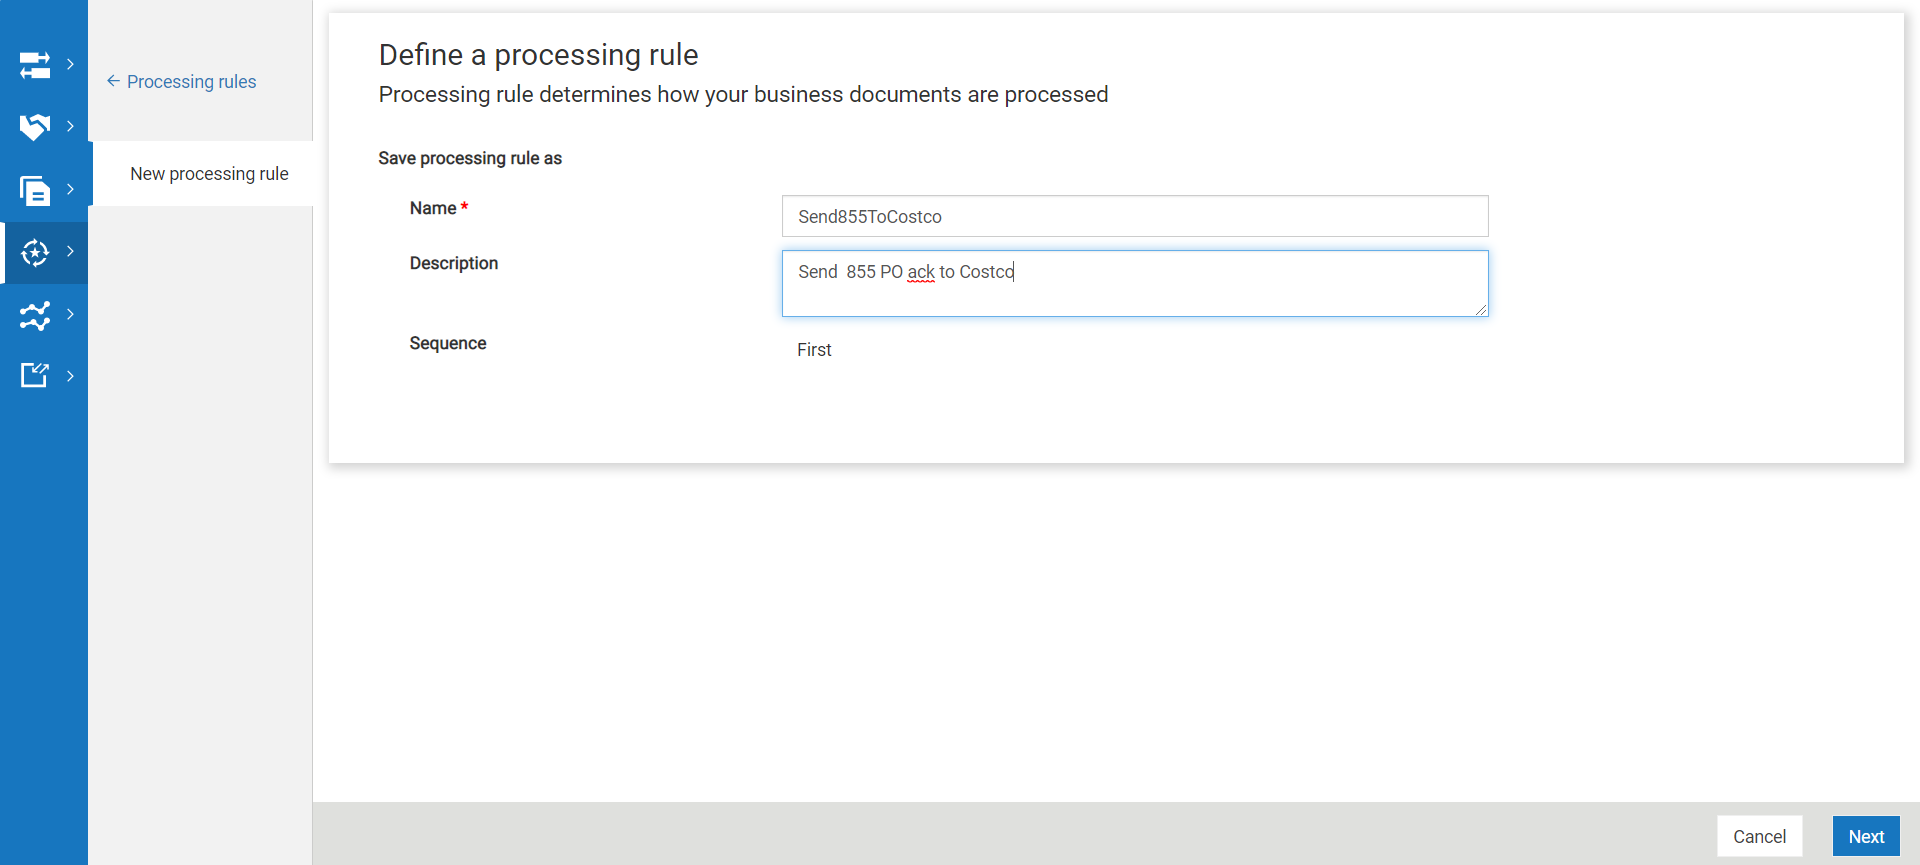 Processing rules
New processing rule
Define a processing rule
Processing rule determines how your business documents are processed
Save processing rule as
Name *
Send855ToCostco
Description
Send  855 PO ack to Costco
Sequence
First
Cancel
Next